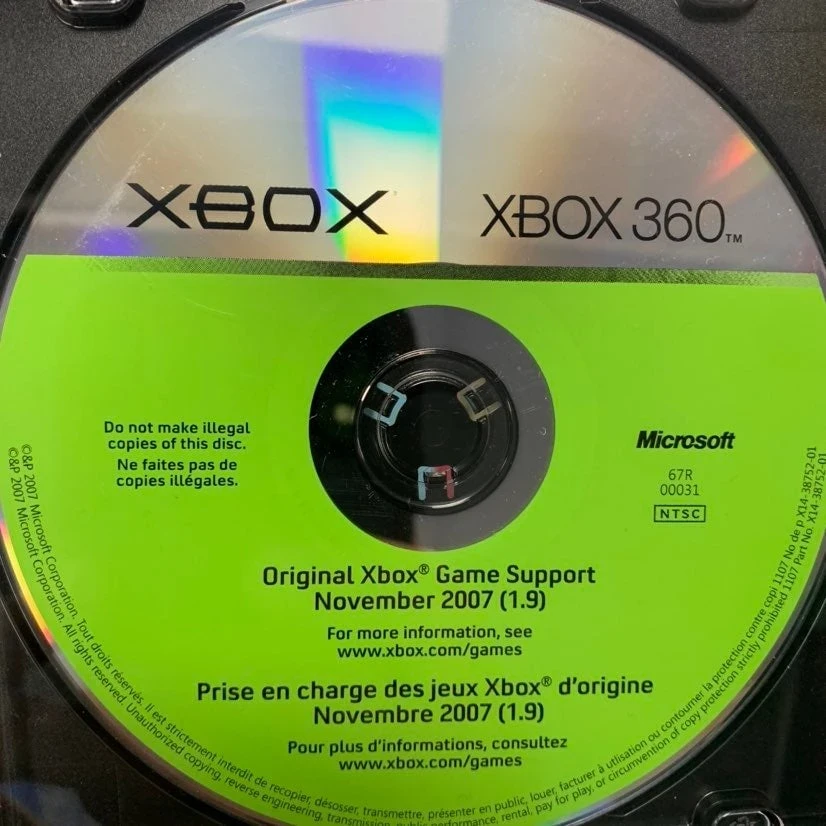 XBOX
XBOX 360™
Do not make illegal
copies of this disc.
Ne faites pas de
copies illégales.
Microsoft
67R
00031
NTSC
Original Xbox® Game Support
November 2007 (1.9)
For more information, see
www.xbox.com/games
Prise en charge des jeux Xbox® d'origine
Novembre 2007 (1.9)
Pour plus d'informations, consultez
www.xbox.com/games
©&P 2007 Microsoft Corporation. Tout droits réservés. Il est strictement interdit de recopier, désosser, transmettre, présenter en public, louer, facturer à utilisation ou contourner la protection contre copi 1107 No de p X14-38752-01
©&P 2007 Microsoft Corporation. All rights reserved. Unauthorized copying, reverse engineering, transmission, public performance, rental, pay for play, or circumvention of copy protection strictly prohibited 1107 Part No. X14-38752-01